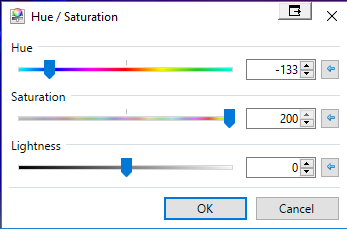 Hue / Saturation
Hue
-133
Saturation
200
Lightness
0
OK
Cancel